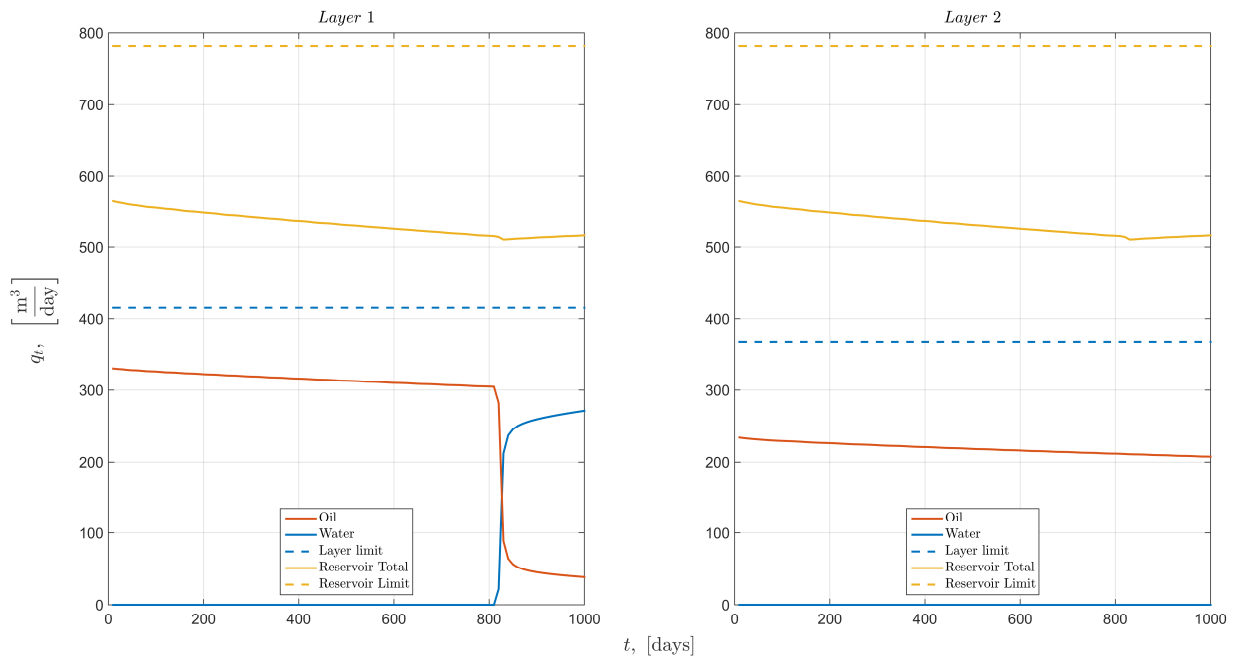 Layer 1
800
700
600
500
400
300
200
100
0
0 200 400 600 800 1000
Oil
Water
Layer limit
Reservoir Total
Reservoir Limit
Layer 2
800
700
600
500
400
300
200
100
0
0 200 400 600 800 1000
Oil
Water
Layer limit
Reservoir Total
Reservoir Limit
qt, [m³/day]
t, [days]